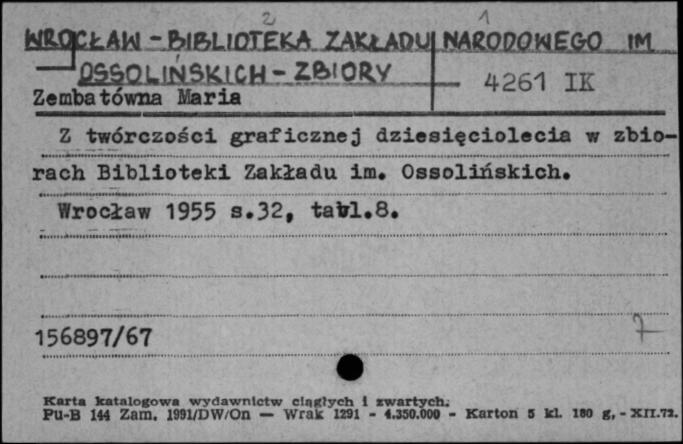 2 1
WROCŁAW - BIBLIOTEKA ZAKŁADU NARODOWEGO IM
OSSOLIŃSKICH - ZBIORY
4261 IK
Zembatówna Maria
Z twórczości graficznej dziesięciolecia w zbio-
rach Biblioteki Zakładu im. Ossolińskich.
Wrocław 1955 s.32, tabl.8.
156897/67
7
Karta katalogowa wydawnictw ciągłych i zwartych.
Pu-B 144 Zam. 1991/DW/On — Wrak 1291 - 4.350.000 - Karton 5 kl. 180 g, - XII.72.